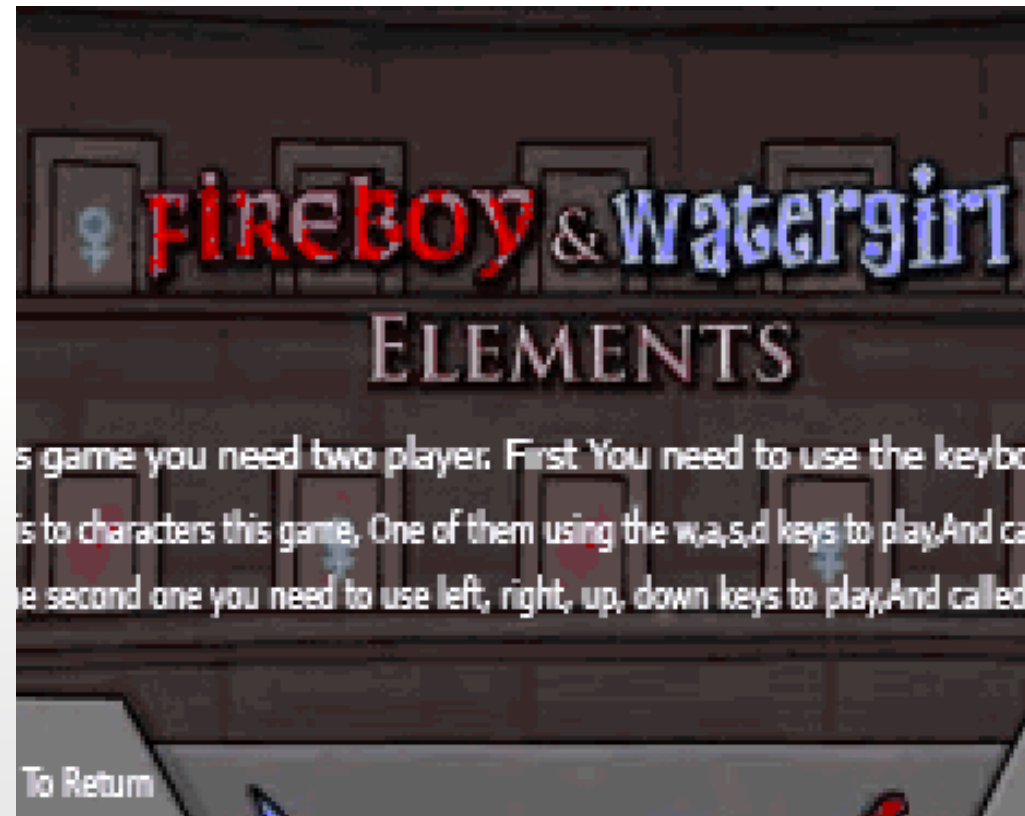 FIREBOY & WATERGIRL
ELEMENTS
s game you need two player. First You need to use the keybo
is to characters this game, One of them using the w,a,s,d keys to play,And ca
e second one you need to use left, right, up, down keys to play,And called
To Return